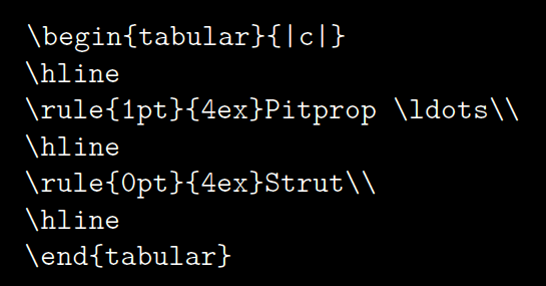 \begin{tabular}{|c|}
\hline
\rule{1pt}{4ex}Pitprop \ldots\\
\hline
\rule{0pt}{4ex}Strut\\
\hline
\end{tabular}